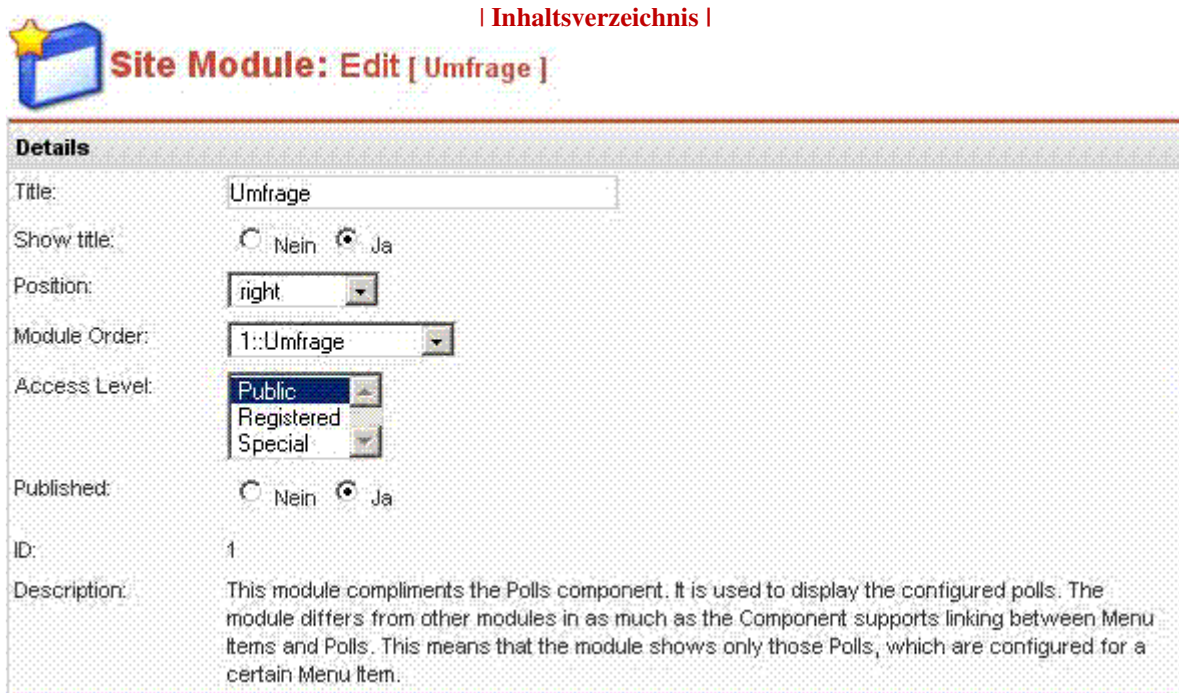 | Inhaltsverzeichnis |
Site Module: Edit [ Umfrage ]
Details
Title: Umfrage
Show title: Nein Ja
Position: right
Module Order: 1::Umfrage
Access Level: Public
Registered
Special
Published: Nein Ja
ID: 1
Description: This module compliments the Polls component. It is used to display the configured polls. The
module differs from other modules in as much as the Component supports linking between Menu
Items and Polls. This means that the module shows only those Polls, which are configured for a
certain Menu Item.